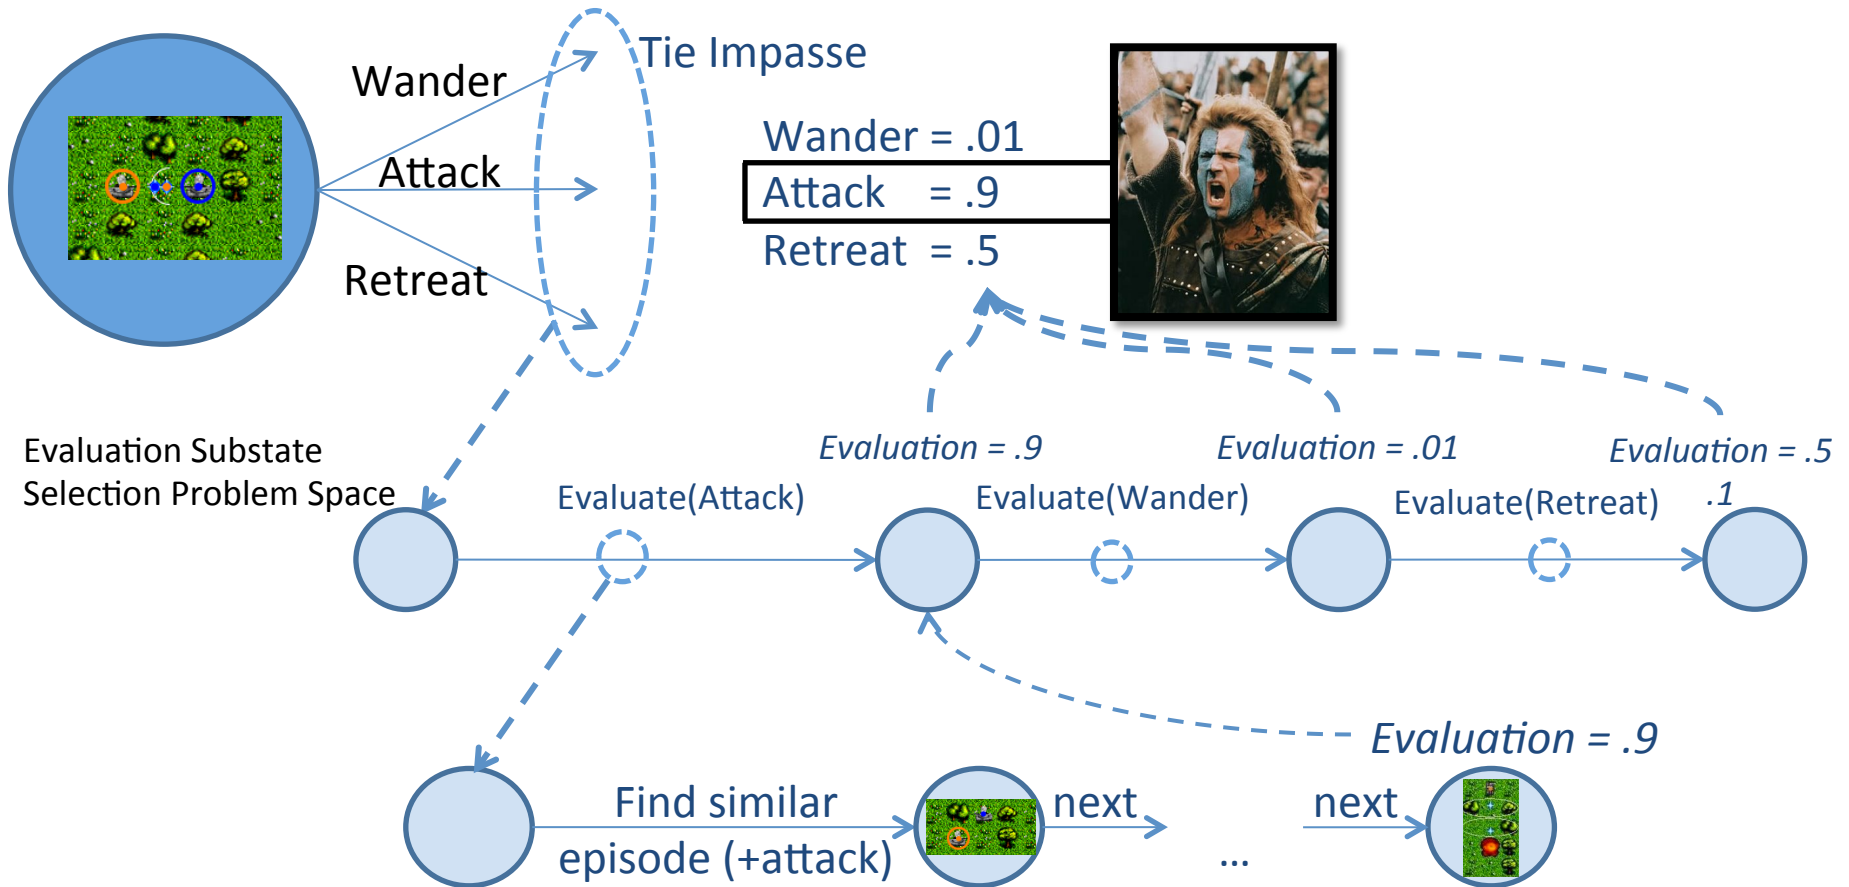 Tie Impasse
Wander
Attack
Retreat
Wander = .01
Attack = .9
Retreat = .5
Evaluation Substate
Selection Problem Space
Evaluation = .9
Evaluation = .01
Evaluation = .5
.1
Evaluate(Attack)
Evaluate(Wander)
Evaluate(Retreat)
Evaluation = .9
Find similar
episode (+attack)
next
...
next